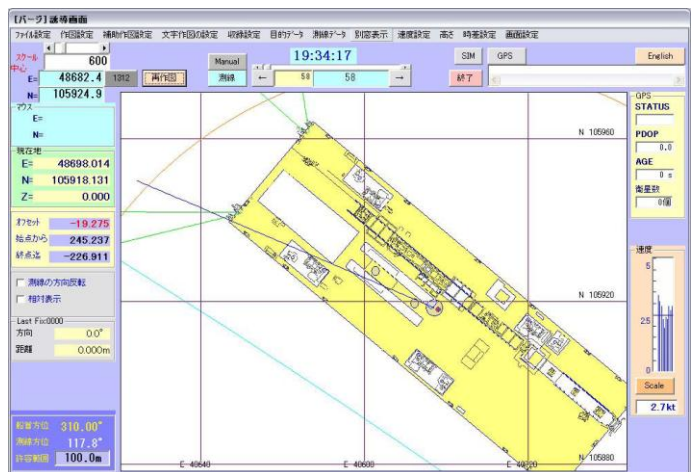 [バージ] 誘導画面
ファイル設定 作図設定 補助作図設定 文字作図の設定 収録設定 目的データ 測線データ 別窓表示 速度設定 高さ 時差設定 画面設定
スケール 600
中心
E= 48682.4 1312 再作図
N= 105924.9
Manual
測線
19:34:17
← 58 58 →
SIM GPS
終了
English
マウス
E=
N=
現在地
E= 48698.014
N= 105918.131
Z= 0.000
オフセット -19.275
始点から 245.237
終点迄 -226.911
測線の方向反転
相対表示
Last Fix:0000
方向 0.0°
距離 0.000m
船首方位 310.00°
測線方位 117.8°
許容範囲 100.0m
N 105960
N 105920
N 105880
E 40640
E 40680
E 40720
GPS
STATUS
PDOP
0.0
AGE
0 s
衛星数
0個
速度
5
2.5
0
Scale
2.7kt